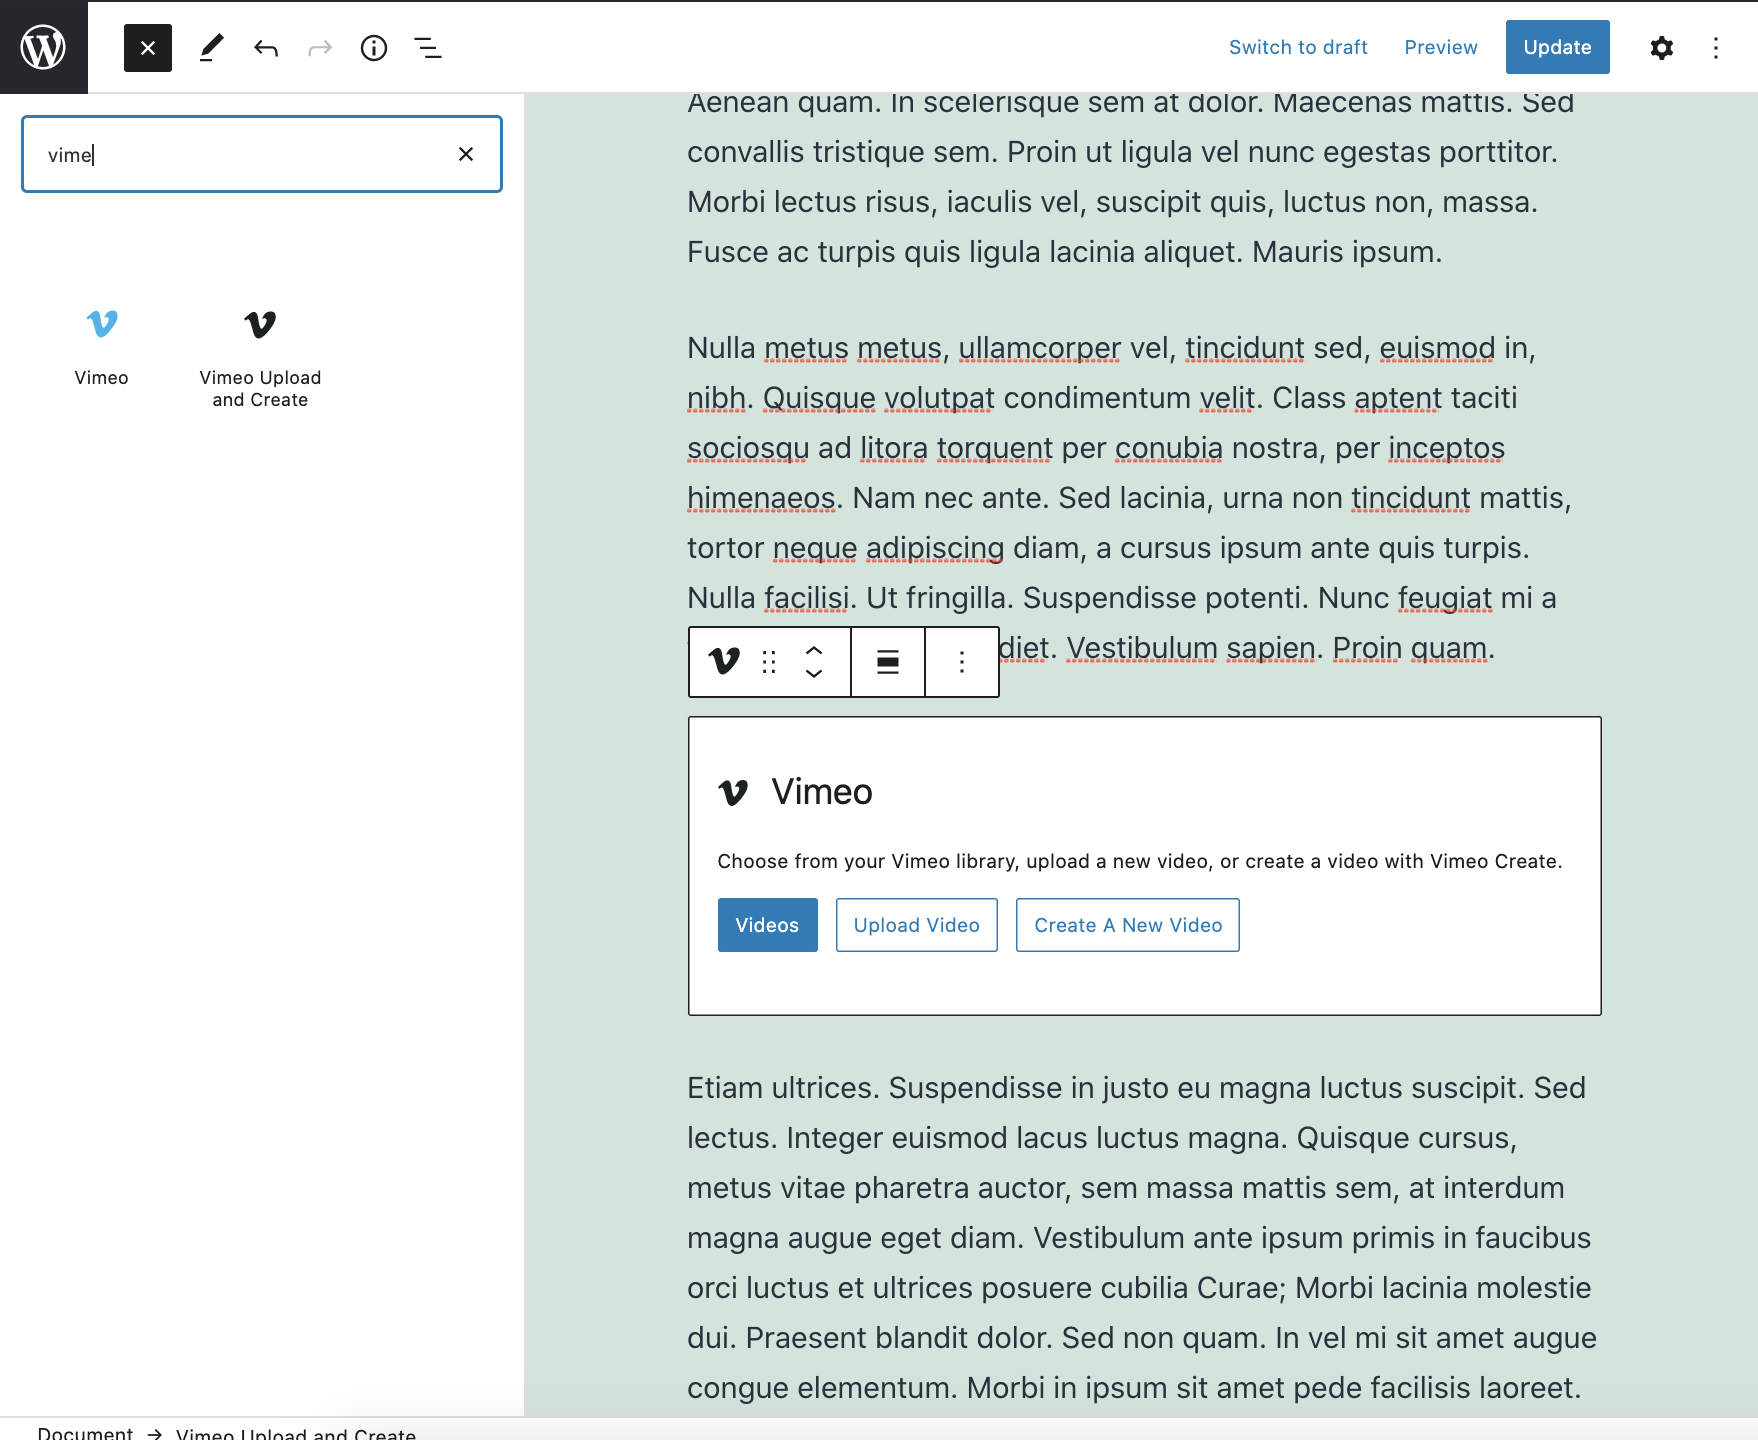 Switch to draft
Preview
Update
vime
Vimeo
Vimeo Upload
and Create
Aenean quam. In scelerisque sem at dolor. Maecenas mattis. Sed
convallis tristique sem. Proin ut ligula vel nunc egestas porttitor.
Morbi lectus risus, iaculis vel, suscipit quis, luctus non, massa.
Fusce ac turpis quis ligula lacinia aliquet. Mauris ipsum.
Nulla metus metus, ullamcorper vel, tincidunt sed, euismod in,
nibh. Quisque volutpat condimentum velit. Class aptent taciti
sociosqu ad litora torquent per conubia nostra, per inceptos
himenaeos. Nam nec ante. Sed lacinia, urna non tincidunt mattis,
tortor neque adipiscing diam, a cursus ipsum ante quis turpis.
Nulla facilisi. Ut fringilla. Suspendisse potenti. Nunc feugiat mi a
diet. Vestibulum sapien. Proin quam.
Vimeo
Choose from your Vimeo library, upload a new video, or create a video with Vimeo Create.
Videos
Upload Video
Create A New Video
Etiam ultrices. Suspendisse in justo eu magna luctus suscipit. Sed
lectus. Integer euismod lacus luctus magna. Quisque cursus,
metus vitae pharetra auctor, sem massa mattis sem, at interdum
magna augue eget diam. Vestibulum ante ipsum primis in faucibus
orci luctus et ultrices posuere cubilia Curae; Morbi lacinia molestie
dui. Praesent blandit dolor. Sed non quam. In vel mi sit amet augue
congue elementum. Morbi in ipsum sit amet pede facilisis laoreet.
Document → Vimeo Upload and Create